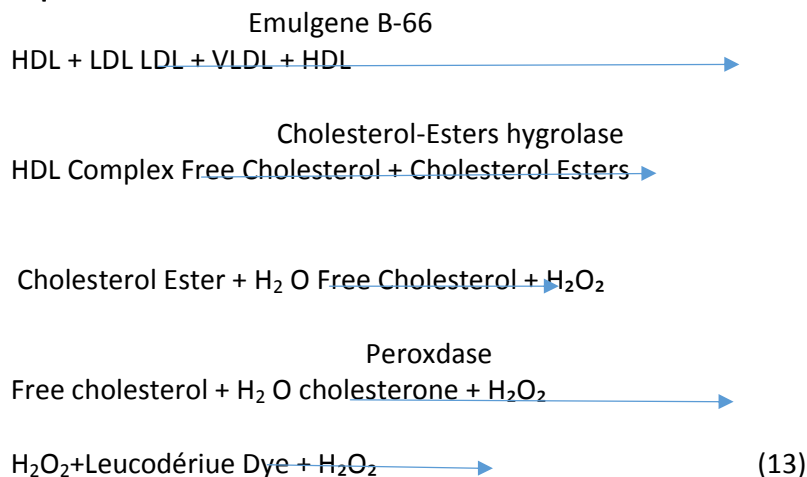 Emulgene B-66
HDL + LDL LDL + VLDL + HDL
Cholesterol-Esters hygrolase
HDL Complex Free Cholesterol + Cholesterol Esters
Cholesterol Ester + H₂ O Free Cholesterol + H₂O₂
Peroxdase
Free cholesterol + H₂ O cholesterone + H₂O₂
H₂O₂+Leucodériue Dye + H₂O₂ (13)